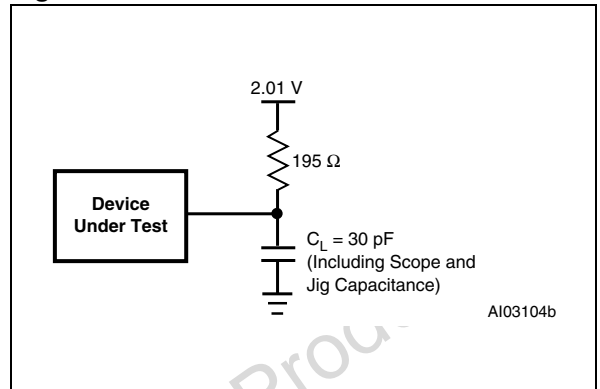 2.01 V
195 Ω
Device
Under Test
C_L = 30 pF
(Including Scope and
Jig Capacitance)
AI03104b